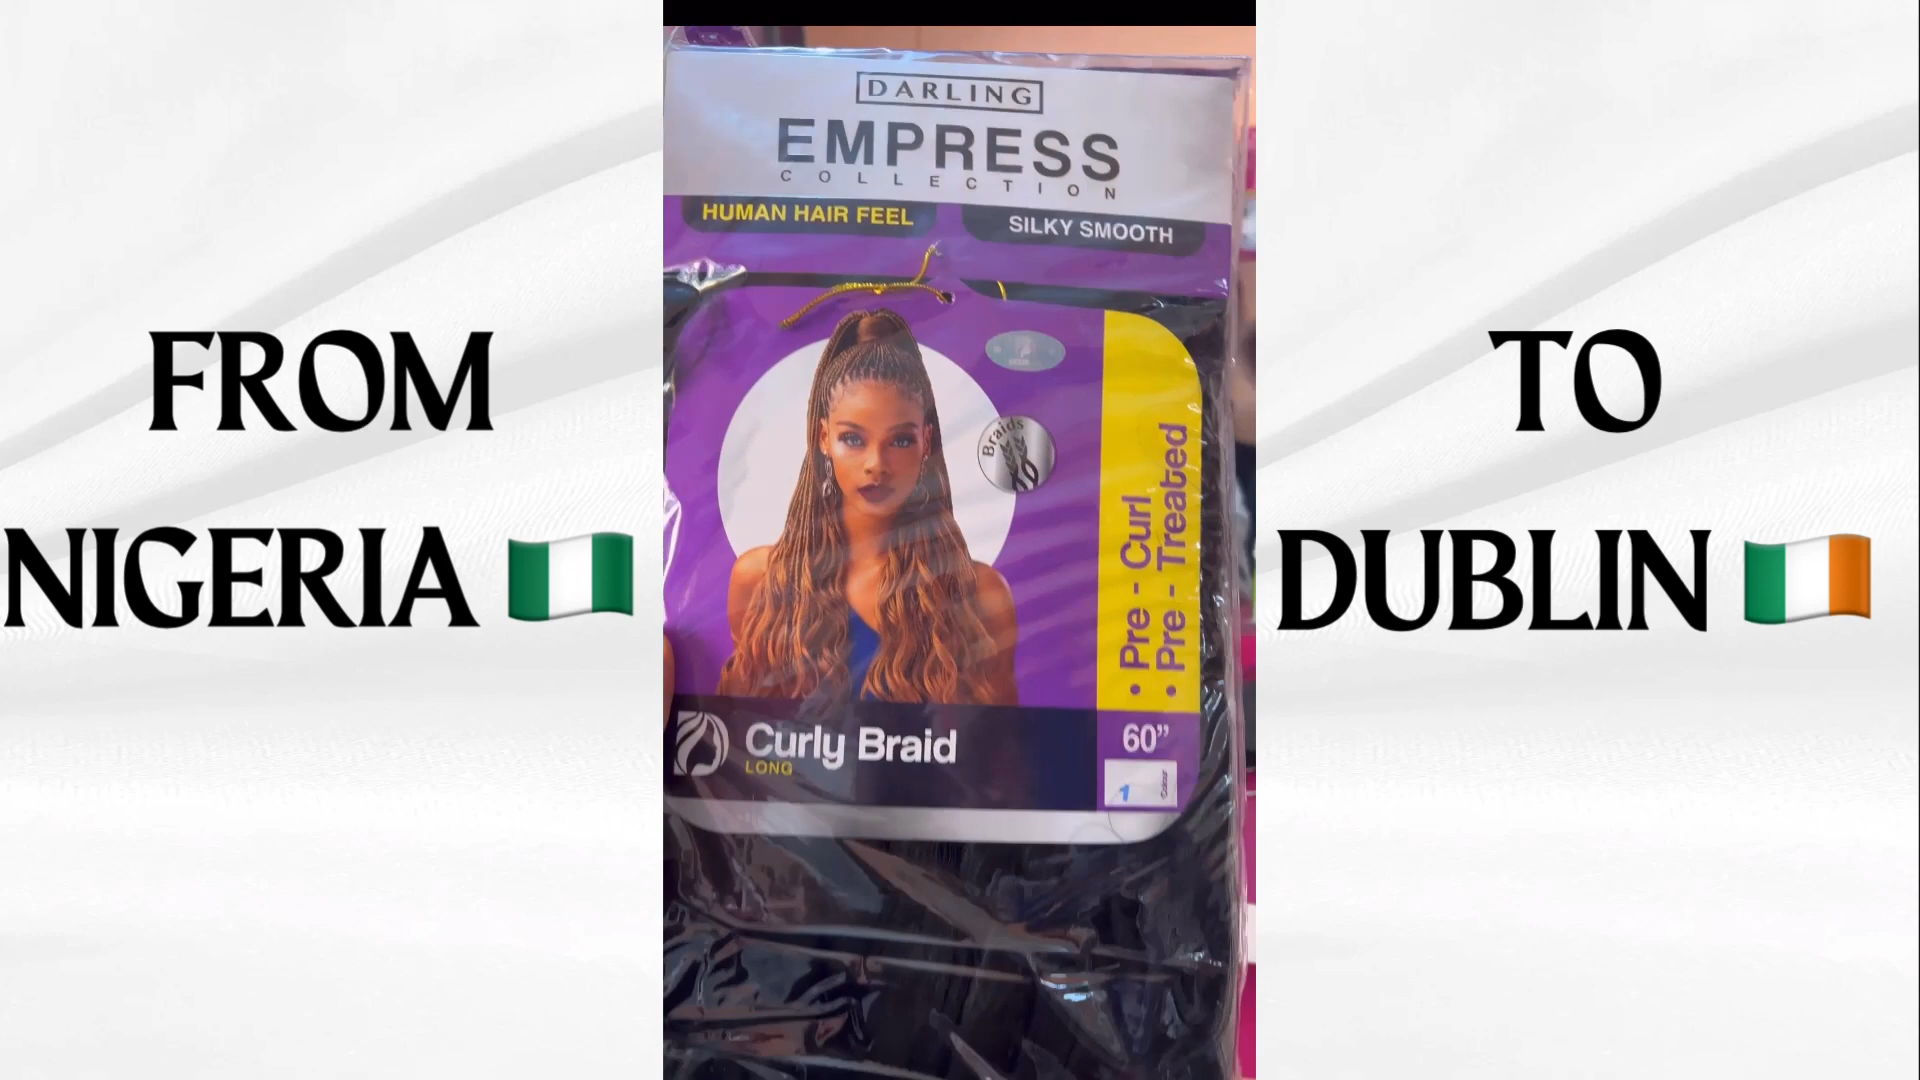 FROM
NIGERIA 🇳🇬
DARLING
EMPRESS
COLLECTION
HUMAN HAIR FEEL
SILKY SMOOTH
Braids
• Pre - Curl
• Pre - Treated
Curly Braid
LONG
60”
1
Colour
TO
DUBLIN 🇮🇪